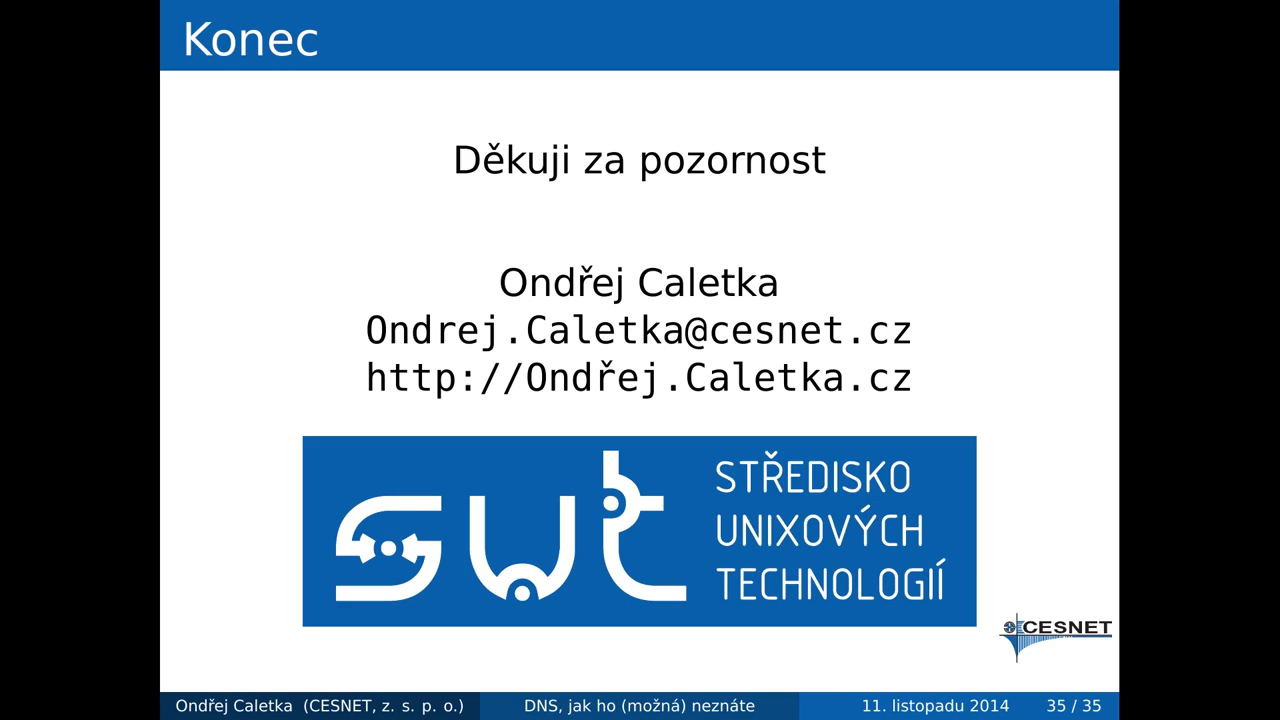 Konec
Děkuji za pozornost
Ondřej Caletka
Ondrej.Caletka@cesnet.cz
http://Ondřej.Caletka.cz
sut
STŘEDISKO
UNIXOVÝCH
TECHNOLOGIÍ
CESNET
Ondřej Caletka (CESNET, z. s. p. o.) DNS, jak ho (možná) neznáte 11. listopadu 2014 35 / 35